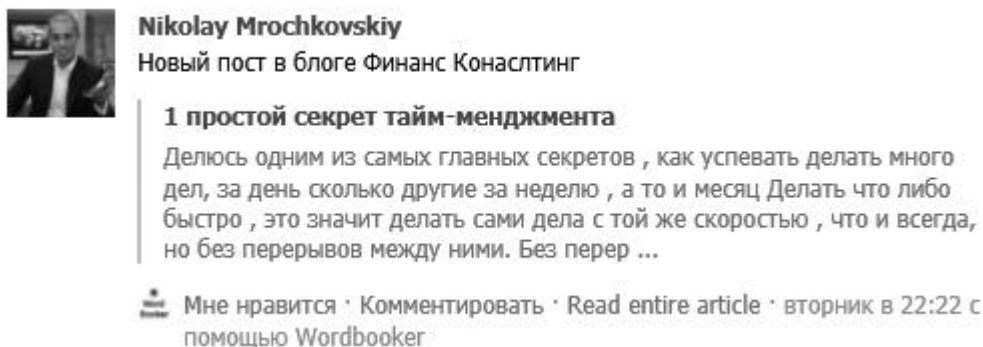 Nikolay Mrochkovskiy
Новый пост в блоге Финанс Конаслтинг
1 простой секрет тайм-менджмента
Делюсь одним из самых главных секретов , как успевать делать много
дел, за день сколько другие за неделю , а то и месяц Делать что либо
быстро , это значит делать сами дела с той же скоростью , что и всегда,
но без перерывов между ними. Без перер ...
Мне нравится · Комментировать · Read entire article · вторник в 22:22 с
помощью Wordbooker